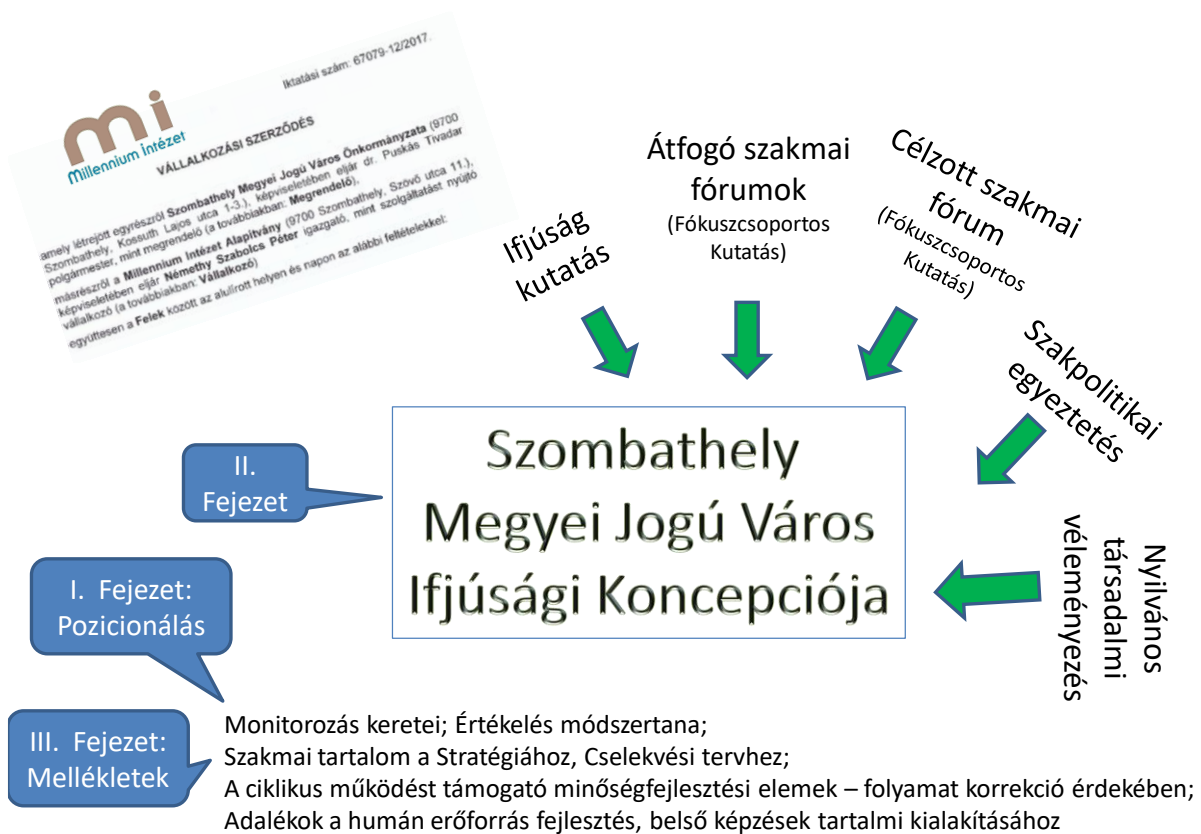 Iktatási szám: 67079-12/2017.
mi
Millennium Intézet
VÁLLALKOZÁSI SZERZŐDÉS
amely létrejött egyrészről Szombathely Megyei Jogú Város Önkormányzata (9700
Szombathely, Kossuth Lajos utca 1-3.), képviseletében eljár dr. Puskás Tivadar
polgármester, mint megrendelő (a továbbiakban: Megrendelő),
másrészről a Millennium Intézet Alapítvány (9700 Szombathely, Szövő utca 11.),
képviseletében eljár Némethy Szabolcs Péter igazgató, mint szolgáltatást nyújtó
vállalkozó (a továbbiakban: Vállalkozó)
együttesen a Felek között az alulírott helyen és napon az alábbi feltételekkel:
Ifjúság
kutatás
Átfogó szakmai
fórumok
(Fókuszcsoportos
Kutatás)
Célzott szakmai
fórum
(Fókuszcsoportos
Kutatás)
Szakpolitikai
egyeztetés
Nyilvános
társadalmi
véleményezés
Szombathely
Megyei Jogú Város
Ifjúsági Koncepciója
II.
Fejezet
I. Fejezet:
Pozicionálás
III. Fejezet:
Mellékletek
Monitorozás keretei; Értékelés módszertana;
Szakmai tartalom a Stratégiához, Cselekvési tervhez;
A ciklikus működést támogató minőségfejlesztési elemek – folyamat korrekció érdekében;
Adalékok a humán erőforrás fejlesztés, belső képzések tartalmi kialakításához